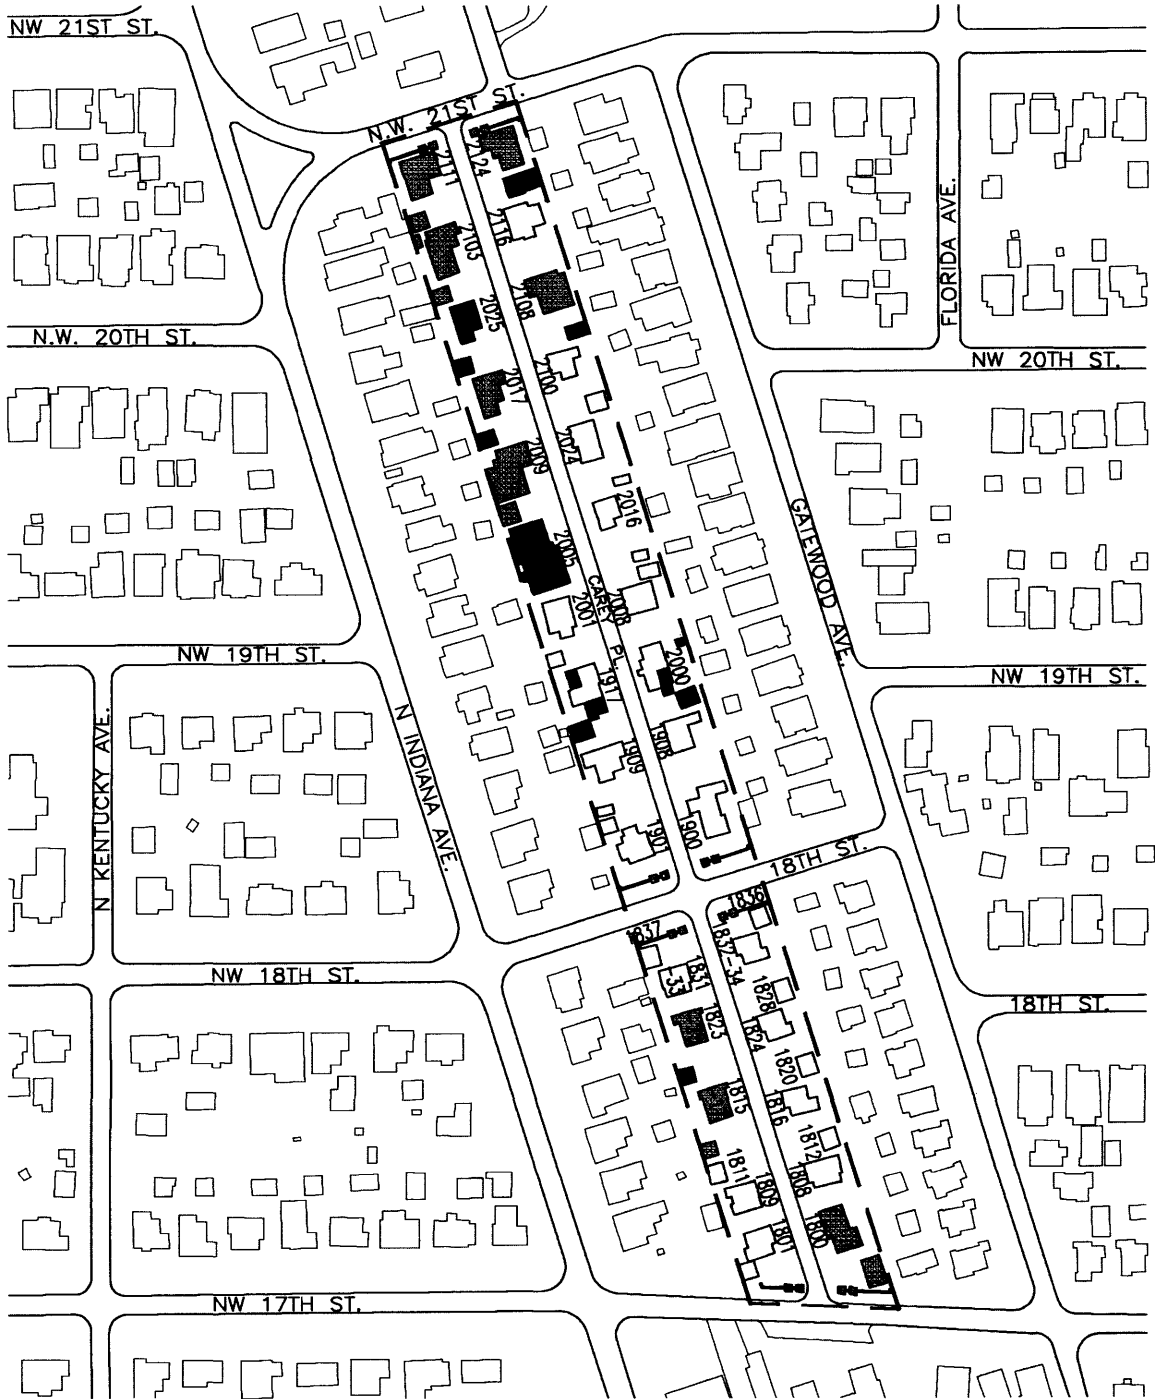 NW 21ST ST.
N.W. 21ST ST.
2111
2124
2103
2116
2025
2108
FLORIDA AVE.
N.W. 20TH ST.
NW 20TH ST.
2017
2100
2009
2024
2016
2005
GATEWOOD AVE.
CAREY PL.
2001
2008
NW 19TH ST.
NW 19TH ST.
1917
2000
N KENTUCKY AVE.
N INDIANA AVE.
1909
1908
1901
1900
18TH ST.
1837
1836
1831
-33
1832-34
NW 18TH ST.
18TH ST.
1828
1823
1824
1820
1815
1816
1812
1811
1809
1808
1801
1800
NW 17TH ST.